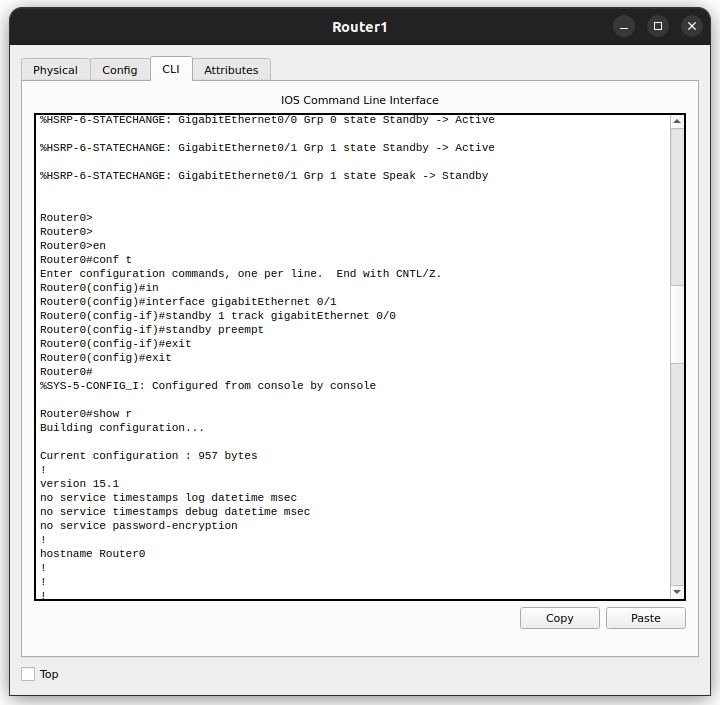 Router1
Physical
Config
CLI
Attributes
IOS Command Line Interface
%HSRP-6-STATECHANGE: GigabitEthernet0/0 Grp 0 state Standby -> Active
%HSRP-6-STATECHANGE: GigabitEthernet0/1 Grp 1 state Standby -> Active
%HSRP-6-STATECHANGE: GigabitEthernet0/1 Grp 1 state Speak -> Standby
Router0>
Router0>
Router0>en
Router0#conf t
Enter configuration commands, one per line.  End with CNTL/Z.
Router0(config)#in
Router0(config)#interface gigabitEthernet 0/1
Router0(config-if)#standby 1 track gigabitEthernet 0/0
Router0(config-if)#standby preempt
Router0(config-if)#exit
Router0(config)#exit
Router0#
%SYS-5-CONFIG_I: Configured from console by console
Router0#show r
Building configuration...
Current configuration : 957 bytes
!
version 15.1
no service timestamps log datetime msec
no service timestamps debug datetime msec
no service password-encryption
!
hostname Router0
!
!
!
Copy
Paste
Top